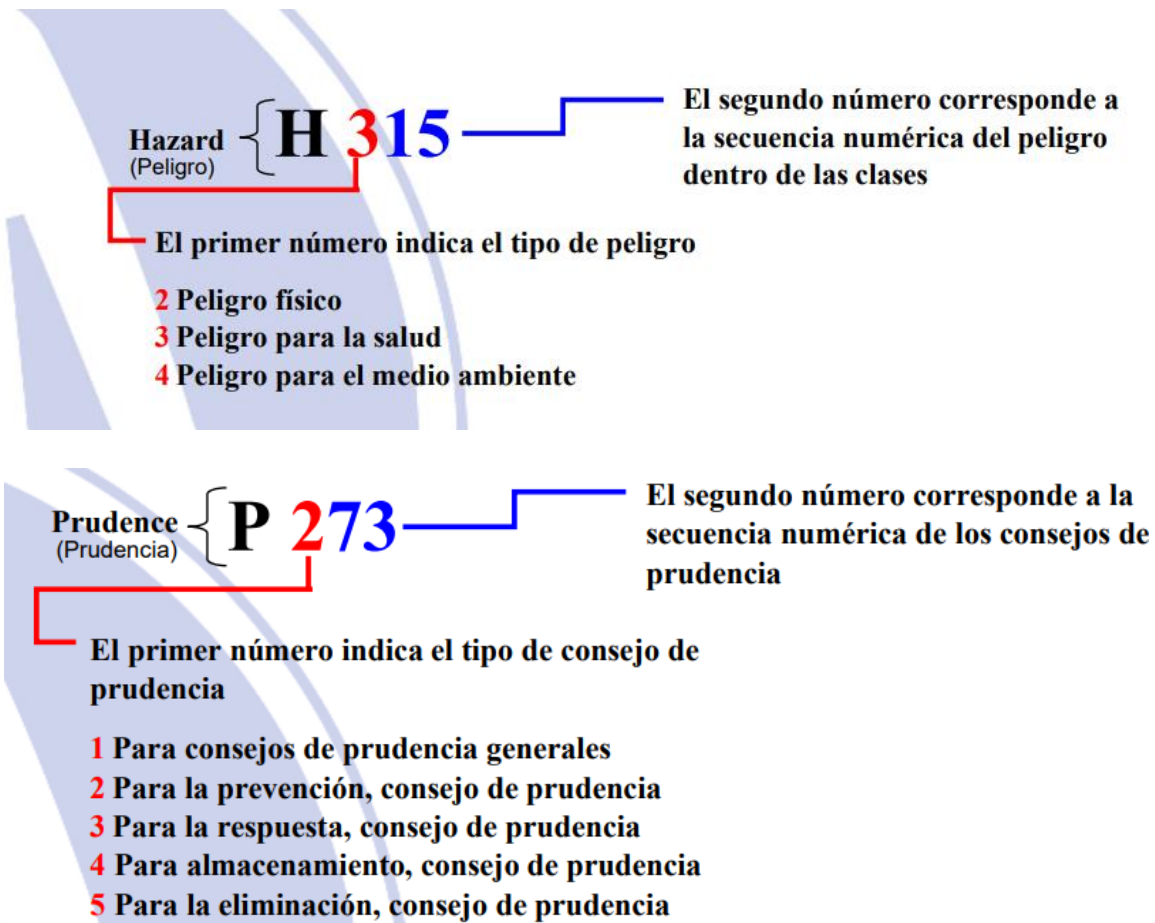 Hazard
(Peligro)
H 315
El segundo número corresponde a
la secuencia numérica del peligro
dentro de las clases
El primer número indica el tipo de peligro
2 Peligro físico
3 Peligro para la salud
4 Peligro para el medio ambiente
Prudence
(Prudencia)
P 273
El segundo número corresponde a la
secuencia numérica de los consejos de
prudencia
El primer número indica el tipo de consejo de
prudencia
1 Para consejos de prudencia generales
2 Para la prevención, consejo de prudencia
3 Para la respuesta, consejo de prudencia
4 Para almacenamiento, consejo de prudencia
5 Para la eliminación, consejo de prudencia